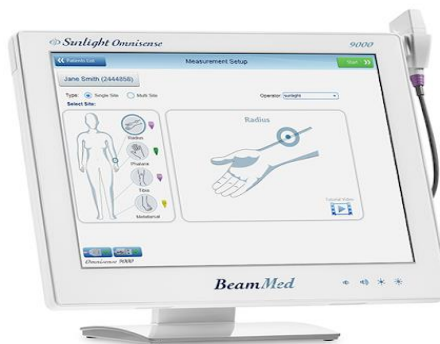 Sunlight Omnisense 9000
Patients List Measurement Setup Start
Jane Smith (2444858)
Type: Single Site Multi Site Operator: sunlight
Select Site:
Radius
Radius
Phalanx
Tibia
Metatarsal
Tutorial Video
Omnisense 9000
BeamMed